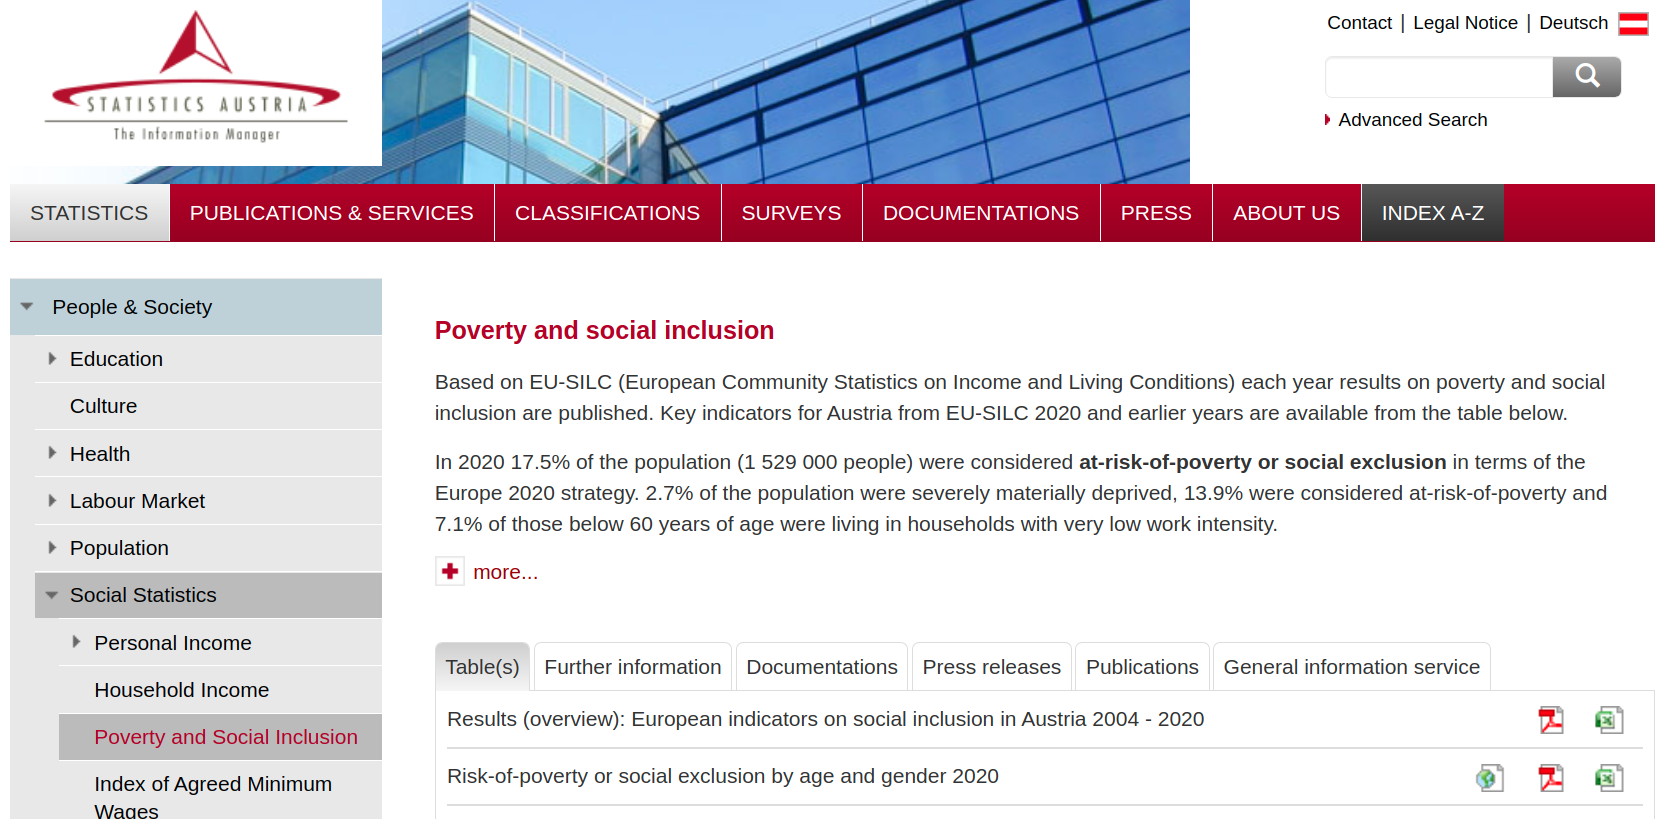 STATISTICS AUSTRIA
The Information Manager
Contact | Legal Notice | Deutsch
Advanced Search
STATISTICS PUBLICATIONS & SERVICES CLASSIFICATIONS SURVEYS DOCUMENTATIONS PRESS ABOUT US INDEX A-Z
People & Society
Education
Culture
Health
Labour Market
Population
Social Statistics
Personal Income
Household Income
Poverty and Social Inclusion
Index of Agreed Minimum
Wages
Poverty and social inclusion
Based on EU-SILC (European Community Statistics on Income and Living Conditions) each year results on poverty and social
inclusion are published. Key indicators for Austria from EU-SILC 2020 and earlier years are available from the table below.
In 2020 17.5% of the population (1 529 000 people) were considered at-risk-of-poverty or social exclusion in terms of the
Europe 2020 strategy. 2.7% of the population were severely materially deprived, 13.9% were considered at-risk-of-poverty and
7.1% of those below 60 years of age were living in households with very low work intensity.
more...
Table(s) Further information Documentations Press releases Publications General information service
Results (overview): European indicators on social inclusion in Austria 2004 - 2020
Risk-of-poverty or social exclusion by age and gender 2020